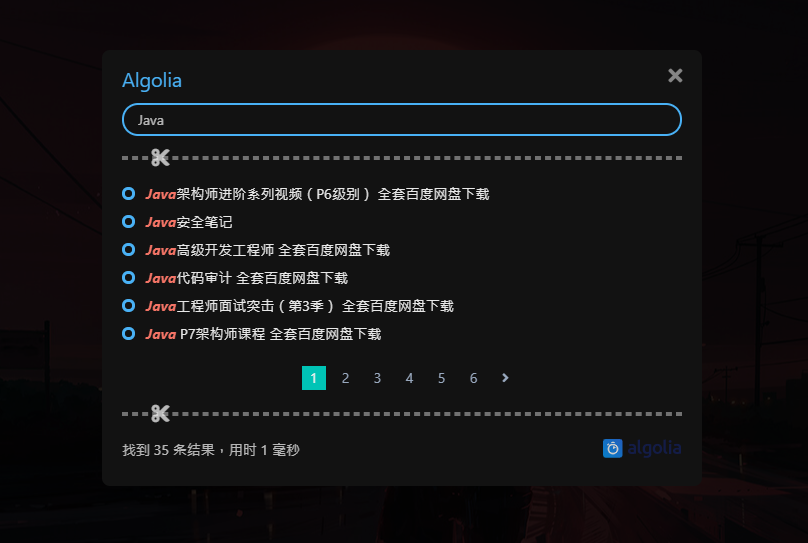 Algolia
Java
Java架构师进阶系列视频（P6级别） 全套百度网盘下载
Java安全笔记
Java高级开发工程师 全套百度网盘下载
Java代码审计 全套百度网盘下载
Java工程师面试突击（第3季） 全套百度网盘下载
Java P7架构师课程 全套百度网盘下载
1 2 3 4 5 6
找到 35 条结果，用时 1 毫秒
algolia